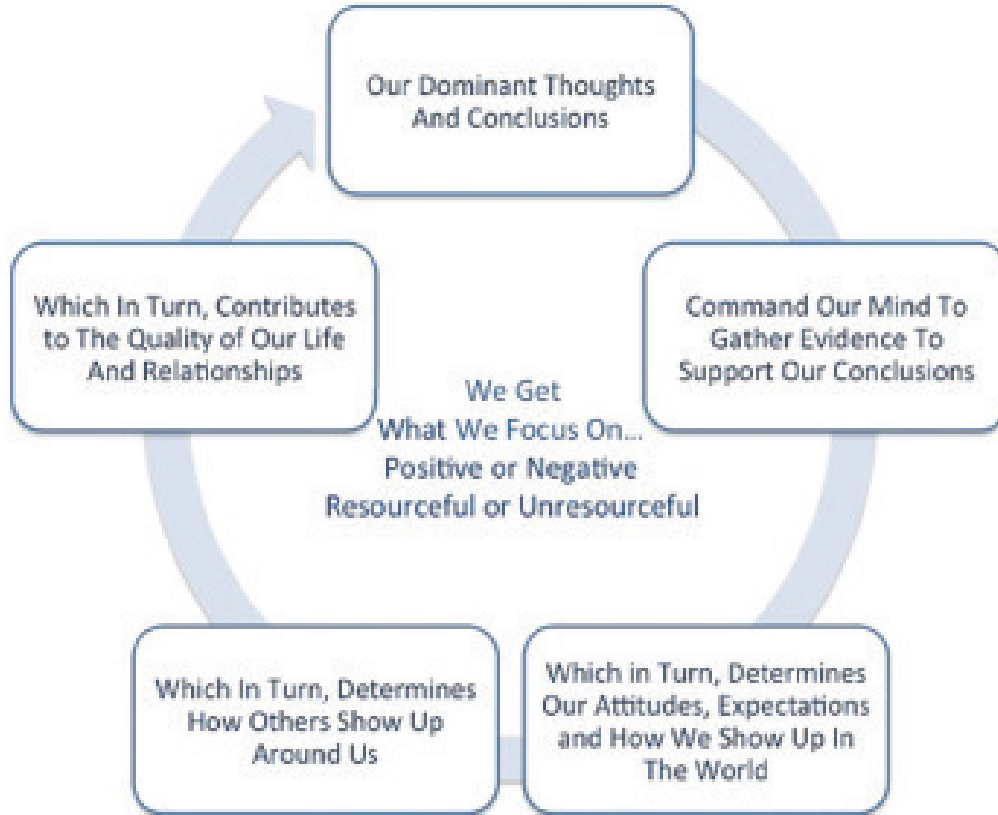 Our Dominant Thoughts
And Conclusions
Command Our Mind To
Gather Evidence To
Support Our Conclusions
Which in Turn, Determines
Our Attitudes, Expectations
and How We Show Up In
The World
Which In Turn, Determines
How Others Show Up
Around Us
Which In Turn, Contributes
to The Quality of Our Life
And Relationships
We Get
What We Focus On...
Positive or Negative
Resourceful or Unresourceful